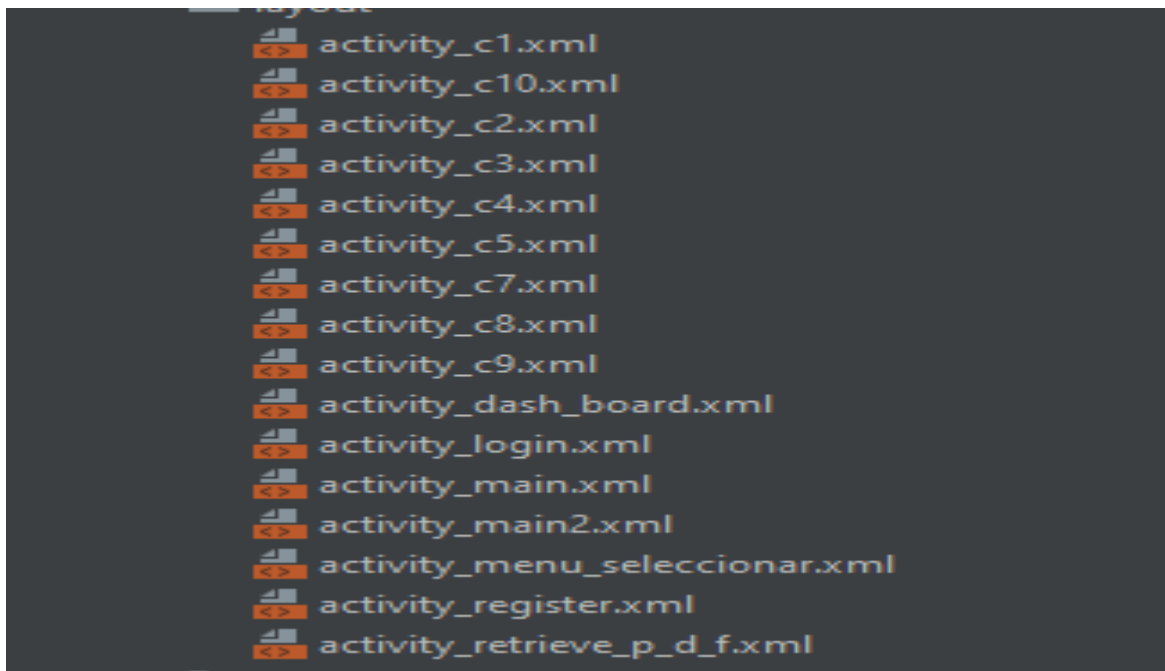 layout
activity_c1.xml
activity_c10.xml
activity_c2.xml
activity_c3.xml
activity_c4.xml
activity_c5.xml
activity_c7.xml
activity_c8.xml
activity_c9.xml
activity_dash_board.xml
activity_login.xml
activity_main.xml
activity_main2.xml
activity_menu_seleccionar.xml
activity_register.xml
activity_retrieve_p_d_f.xml